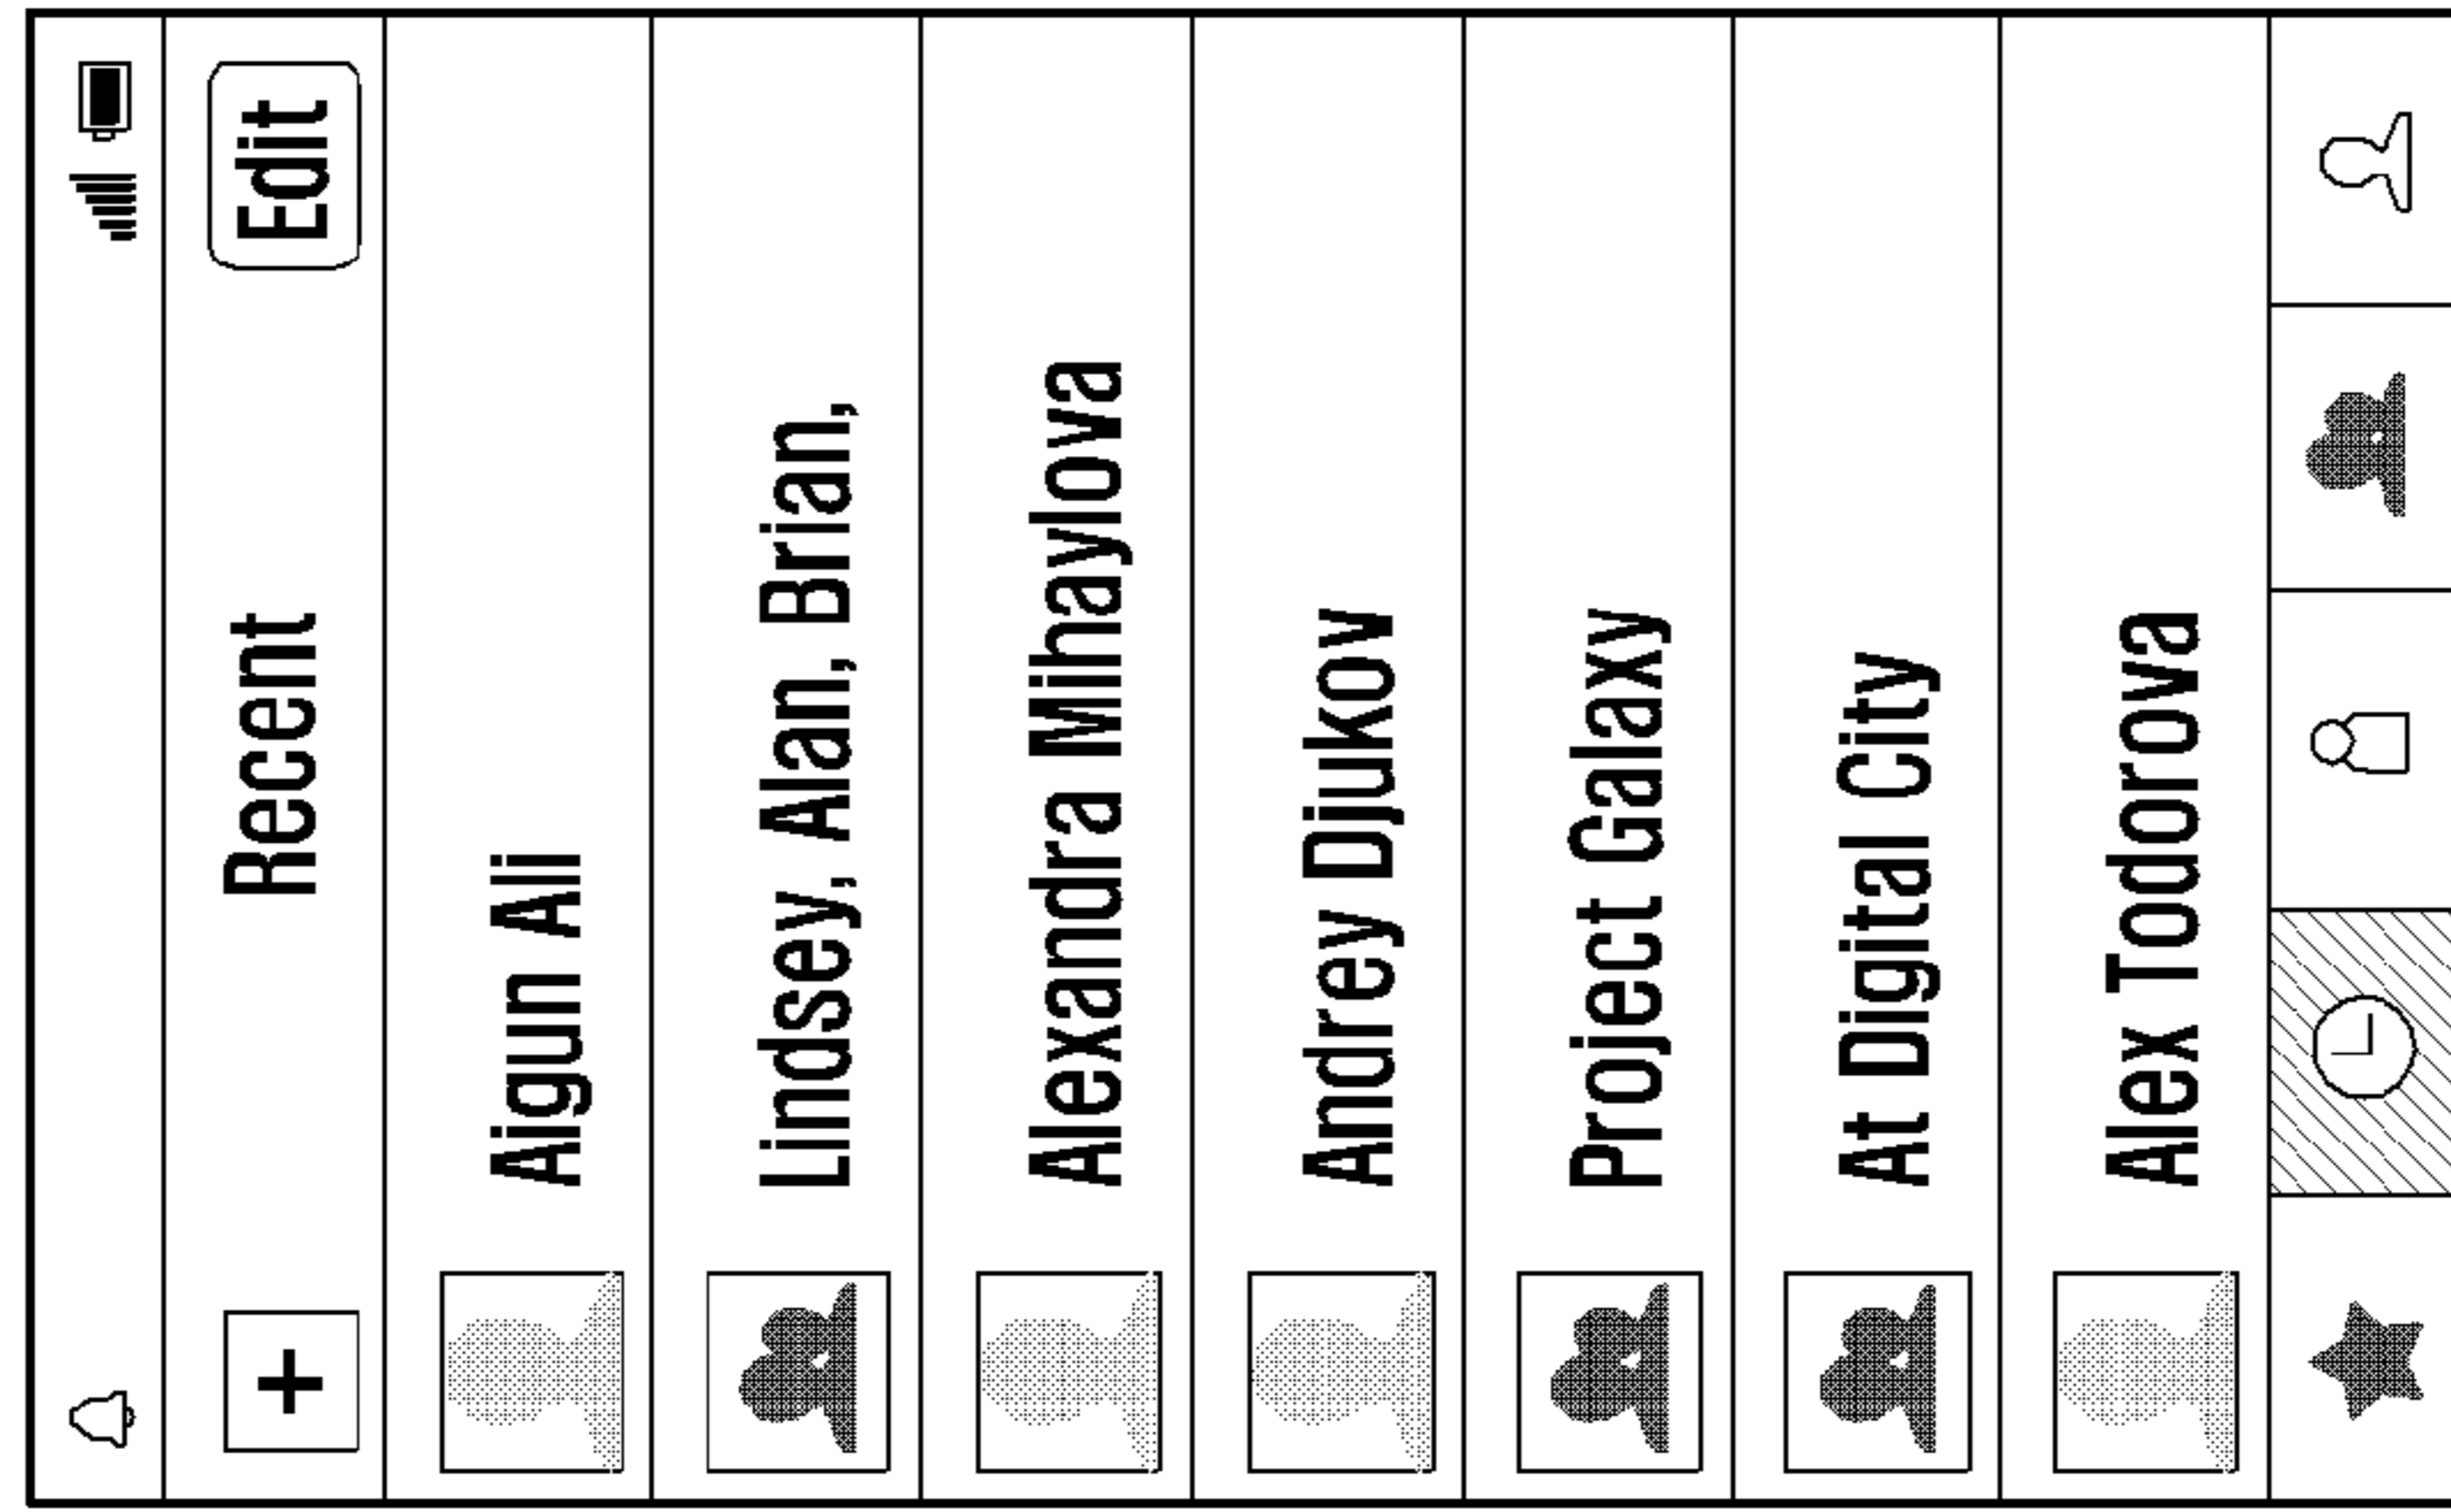 Recent
Edit
Aigun Ali
Lindsey, Alan, Brian,
Alexandra Mihaylova
Andrey Djukov
Project Galaxy
At Digital City
Alex Todorova